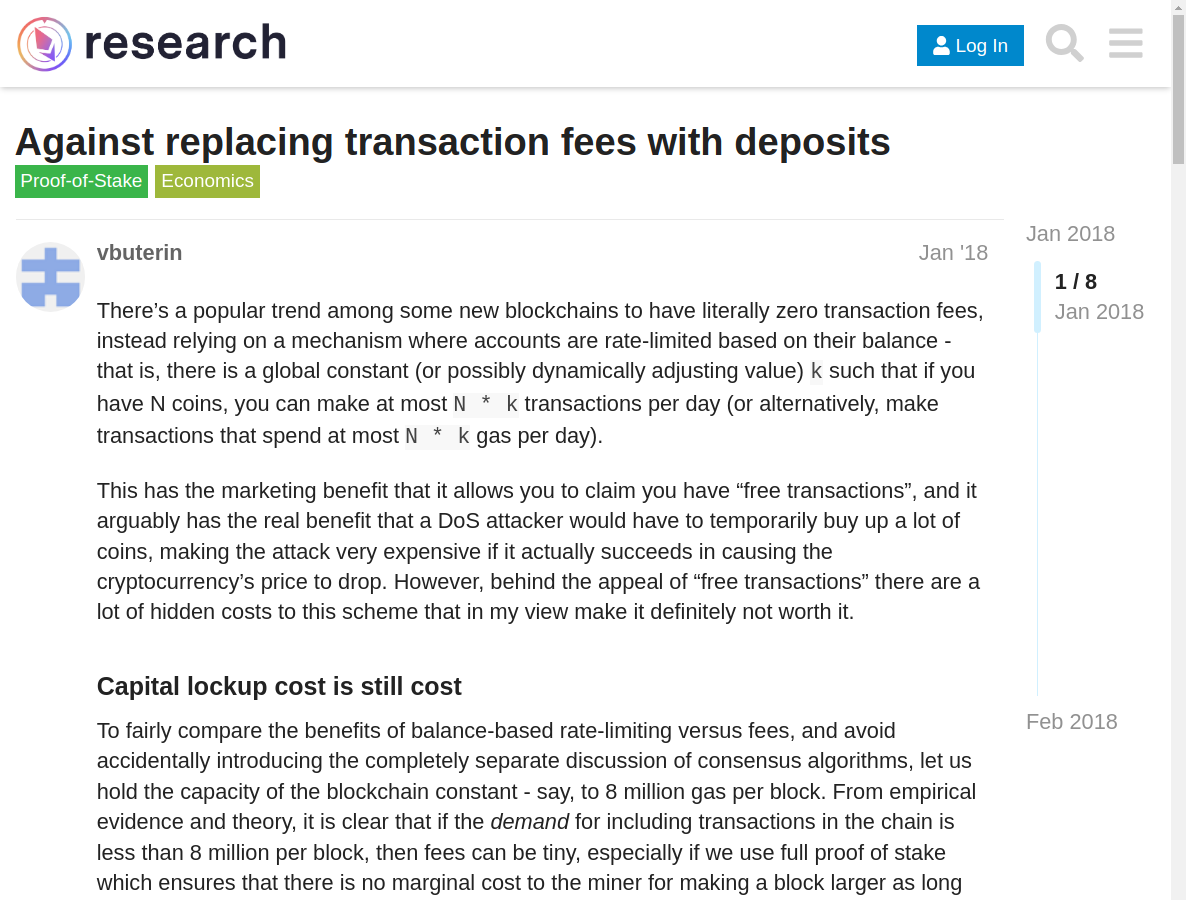 research
Log In
Against replacing transaction fees with deposits
Proof-of-Stake Economics
Jan 2018
vbuterin Jan '18
1 / 8
Jan 2018
There’s a popular trend among some new blockchains to have literally zero transaction fees,
instead relying on a mechanism where accounts are rate-limited based on their balance -
that is, there is a global constant (or possibly dynamically adjusting value) k such that if you
have N coins, you can make at most N * k transactions per day (or alternatively, make
transactions that spend at most N * k gas per day).
This has the marketing benefit that it allows you to claim you have “free transactions”, and it
arguably has the real benefit that a DoS attacker would have to temporarily buy up a lot of
coins, making the attack very expensive if it actually succeeds in causing the
cryptocurrency’s price to drop. However, behind the appeal of “free transactions” there are a
lot of hidden costs to this scheme that in my view make it definitely not worth it.
Capital lockup cost is still cost
Feb 2018
To fairly compare the benefits of balance-based rate-limiting versus fees, and avoid
accidentally introducing the completely separate discussion of consensus algorithms, let us
hold the capacity of the blockchain constant - say, to 8 million gas per block. From empirical
evidence and theory, it is clear that if the demand for including transactions in the chain is
less than 8 million per block, then fees can be tiny, especially if we use full proof of stake
which ensures that there is no marginal cost to the miner for making a block larger as long